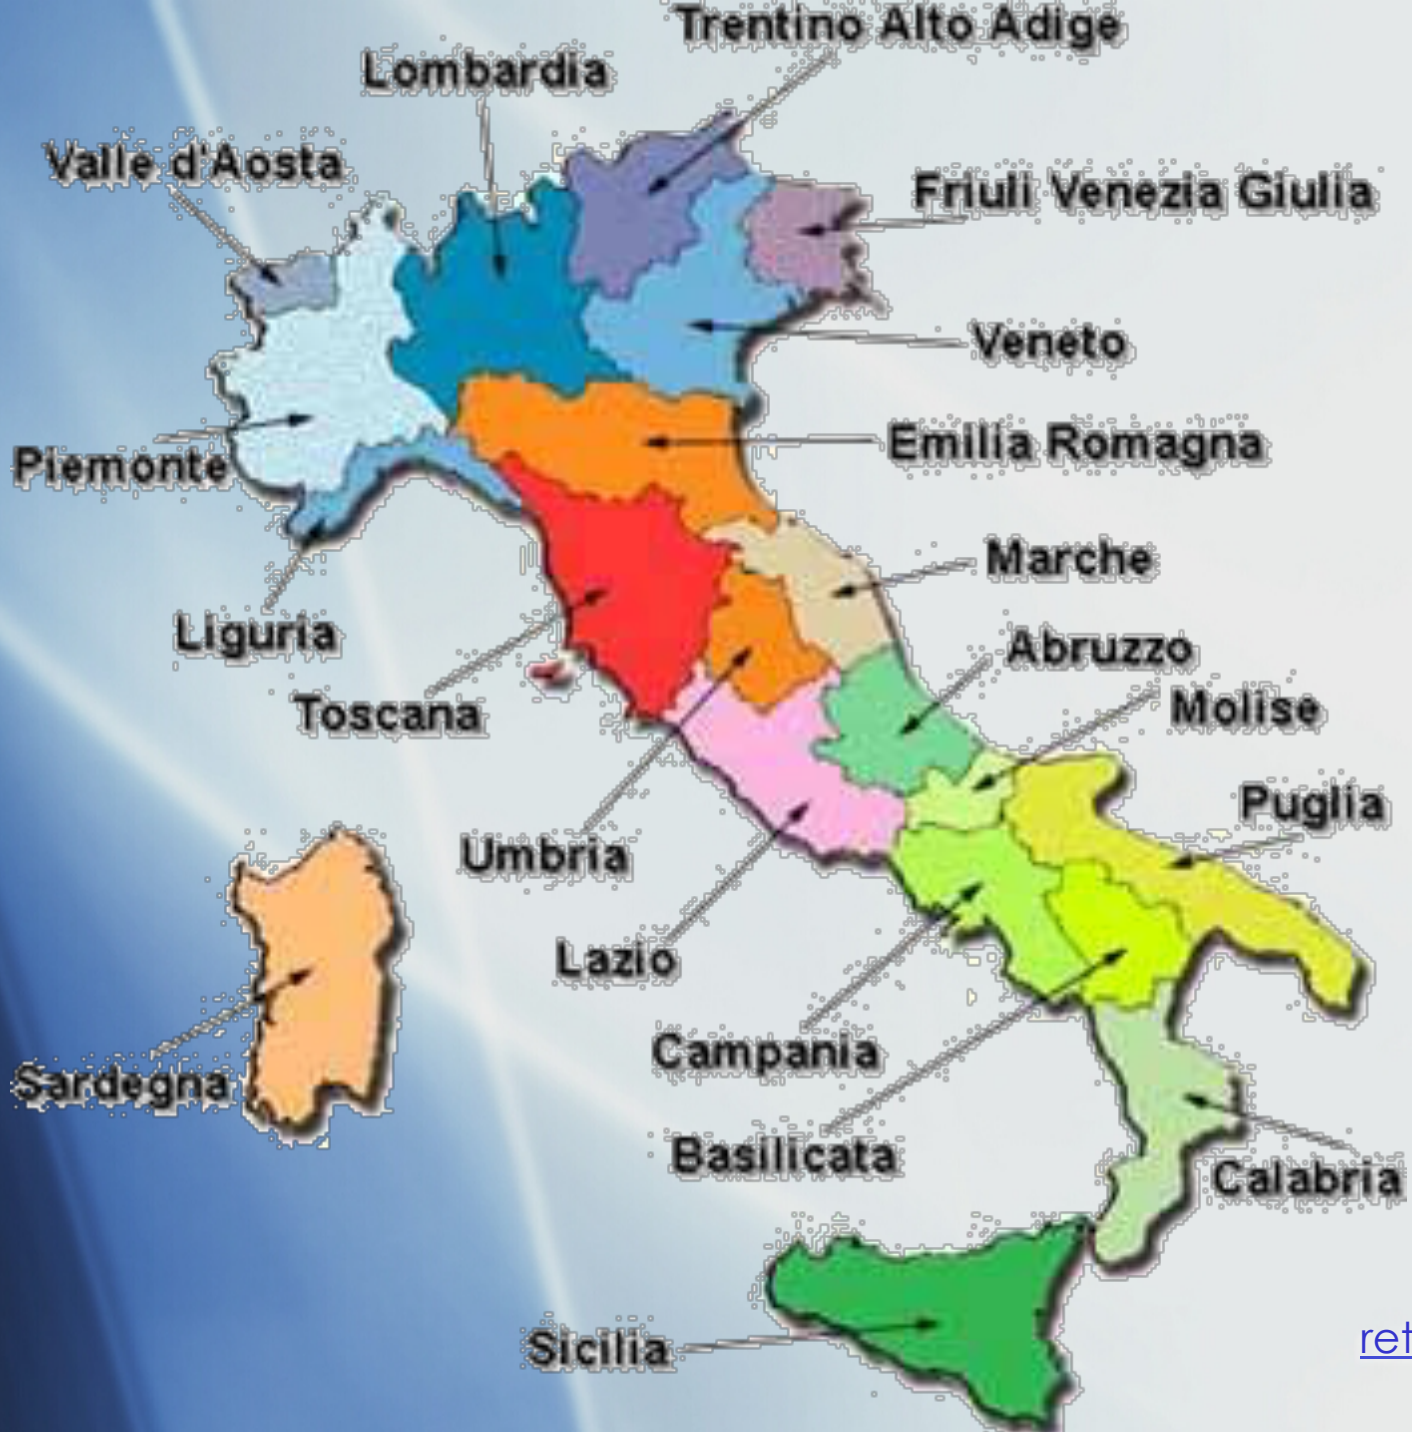 Trentino Alto Adige
Lombardia
Valle d'Aosta
Friuli Venezia Giulia
Veneto
Emilia Romagna
Piemonte
Marche
Liguria
Abruzzo
Toscana
Molise
Puglia
Umbria
Lazio
Campania
Sardegna
Basilicata
Calabria
Sicilia
ret